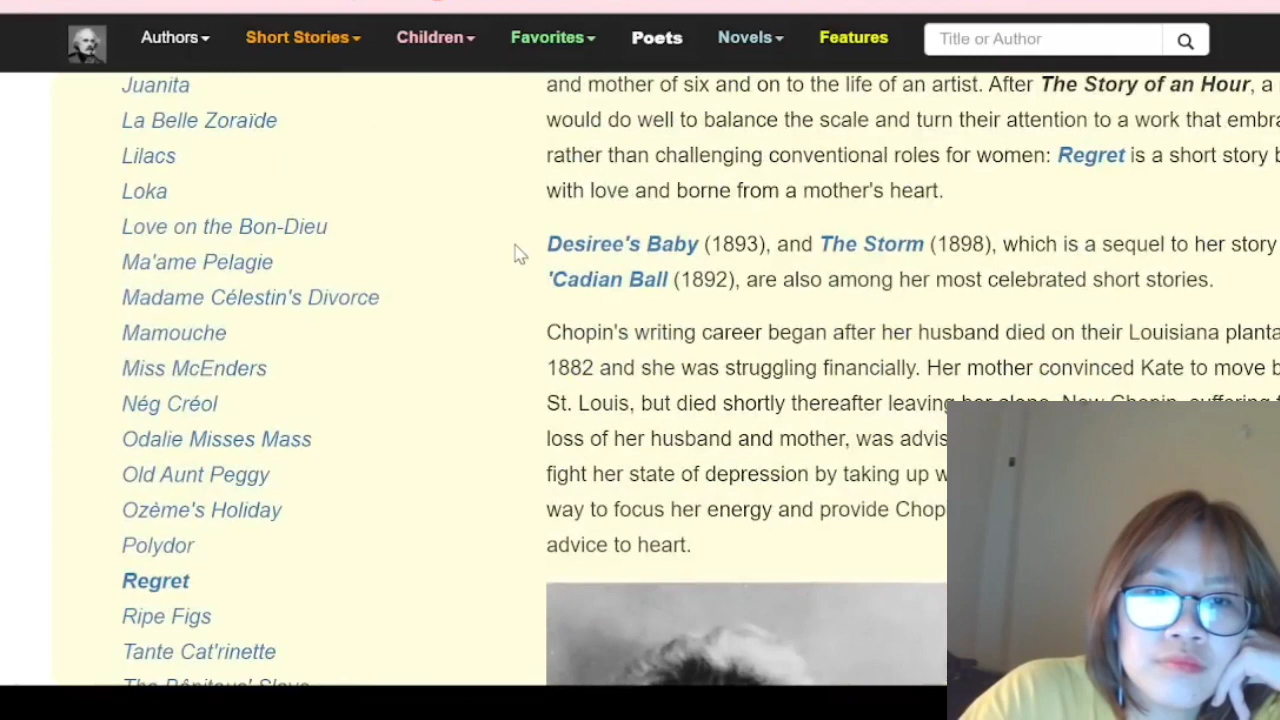 Authors Short Stories Children Favorites Poets Novels Features Title or Author
Juanita
La Belle Zoraïde
Lilacs
Loka
Love on the Bon-Dieu
Ma'ame Pelagie
Madame Célestin's Divorce
Mamouche
Miss McEnders
Nég Créol
Odalie Misses Mass
Old Aunt Peggy
Ozème's Holiday
Polydor
Regret
Ripe Figs
Tante Cat'rinette
and mother of six and on to the life of an artist. After The Story of an Hour, a
would do well to balance the scale and turn their attention to a work that
rather than challenging conventional roles for women: Regret is a short story
with love and borne from a mother's heart.
Desiree's Baby (1893), and The Storm (1898), which is a sequel to her story
'Cadian Ball (1892), are also among her most celebrated short stories.
Chopin's writing career began after her husband died on their Louisiana
1882 and she was struggling financially. Her mother convinced Kate to move
St. Louis, but died shortly thereafter leaving her alone. Now Chopin, suffering
loss of her husband and mother, was
fight her state of depression by taking up
way to focus her energy and provide
advice to heart.